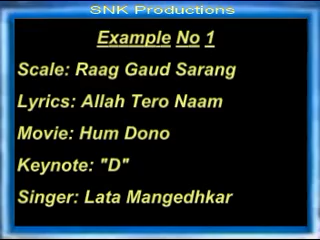 SNK Productions
Example No 1
Scale: Raag Gaud Sarang
Lyrics: Allah Tero Naam
Movie: Hum Dono
Keynote: "D"
Singer: Lata Mangedhkar